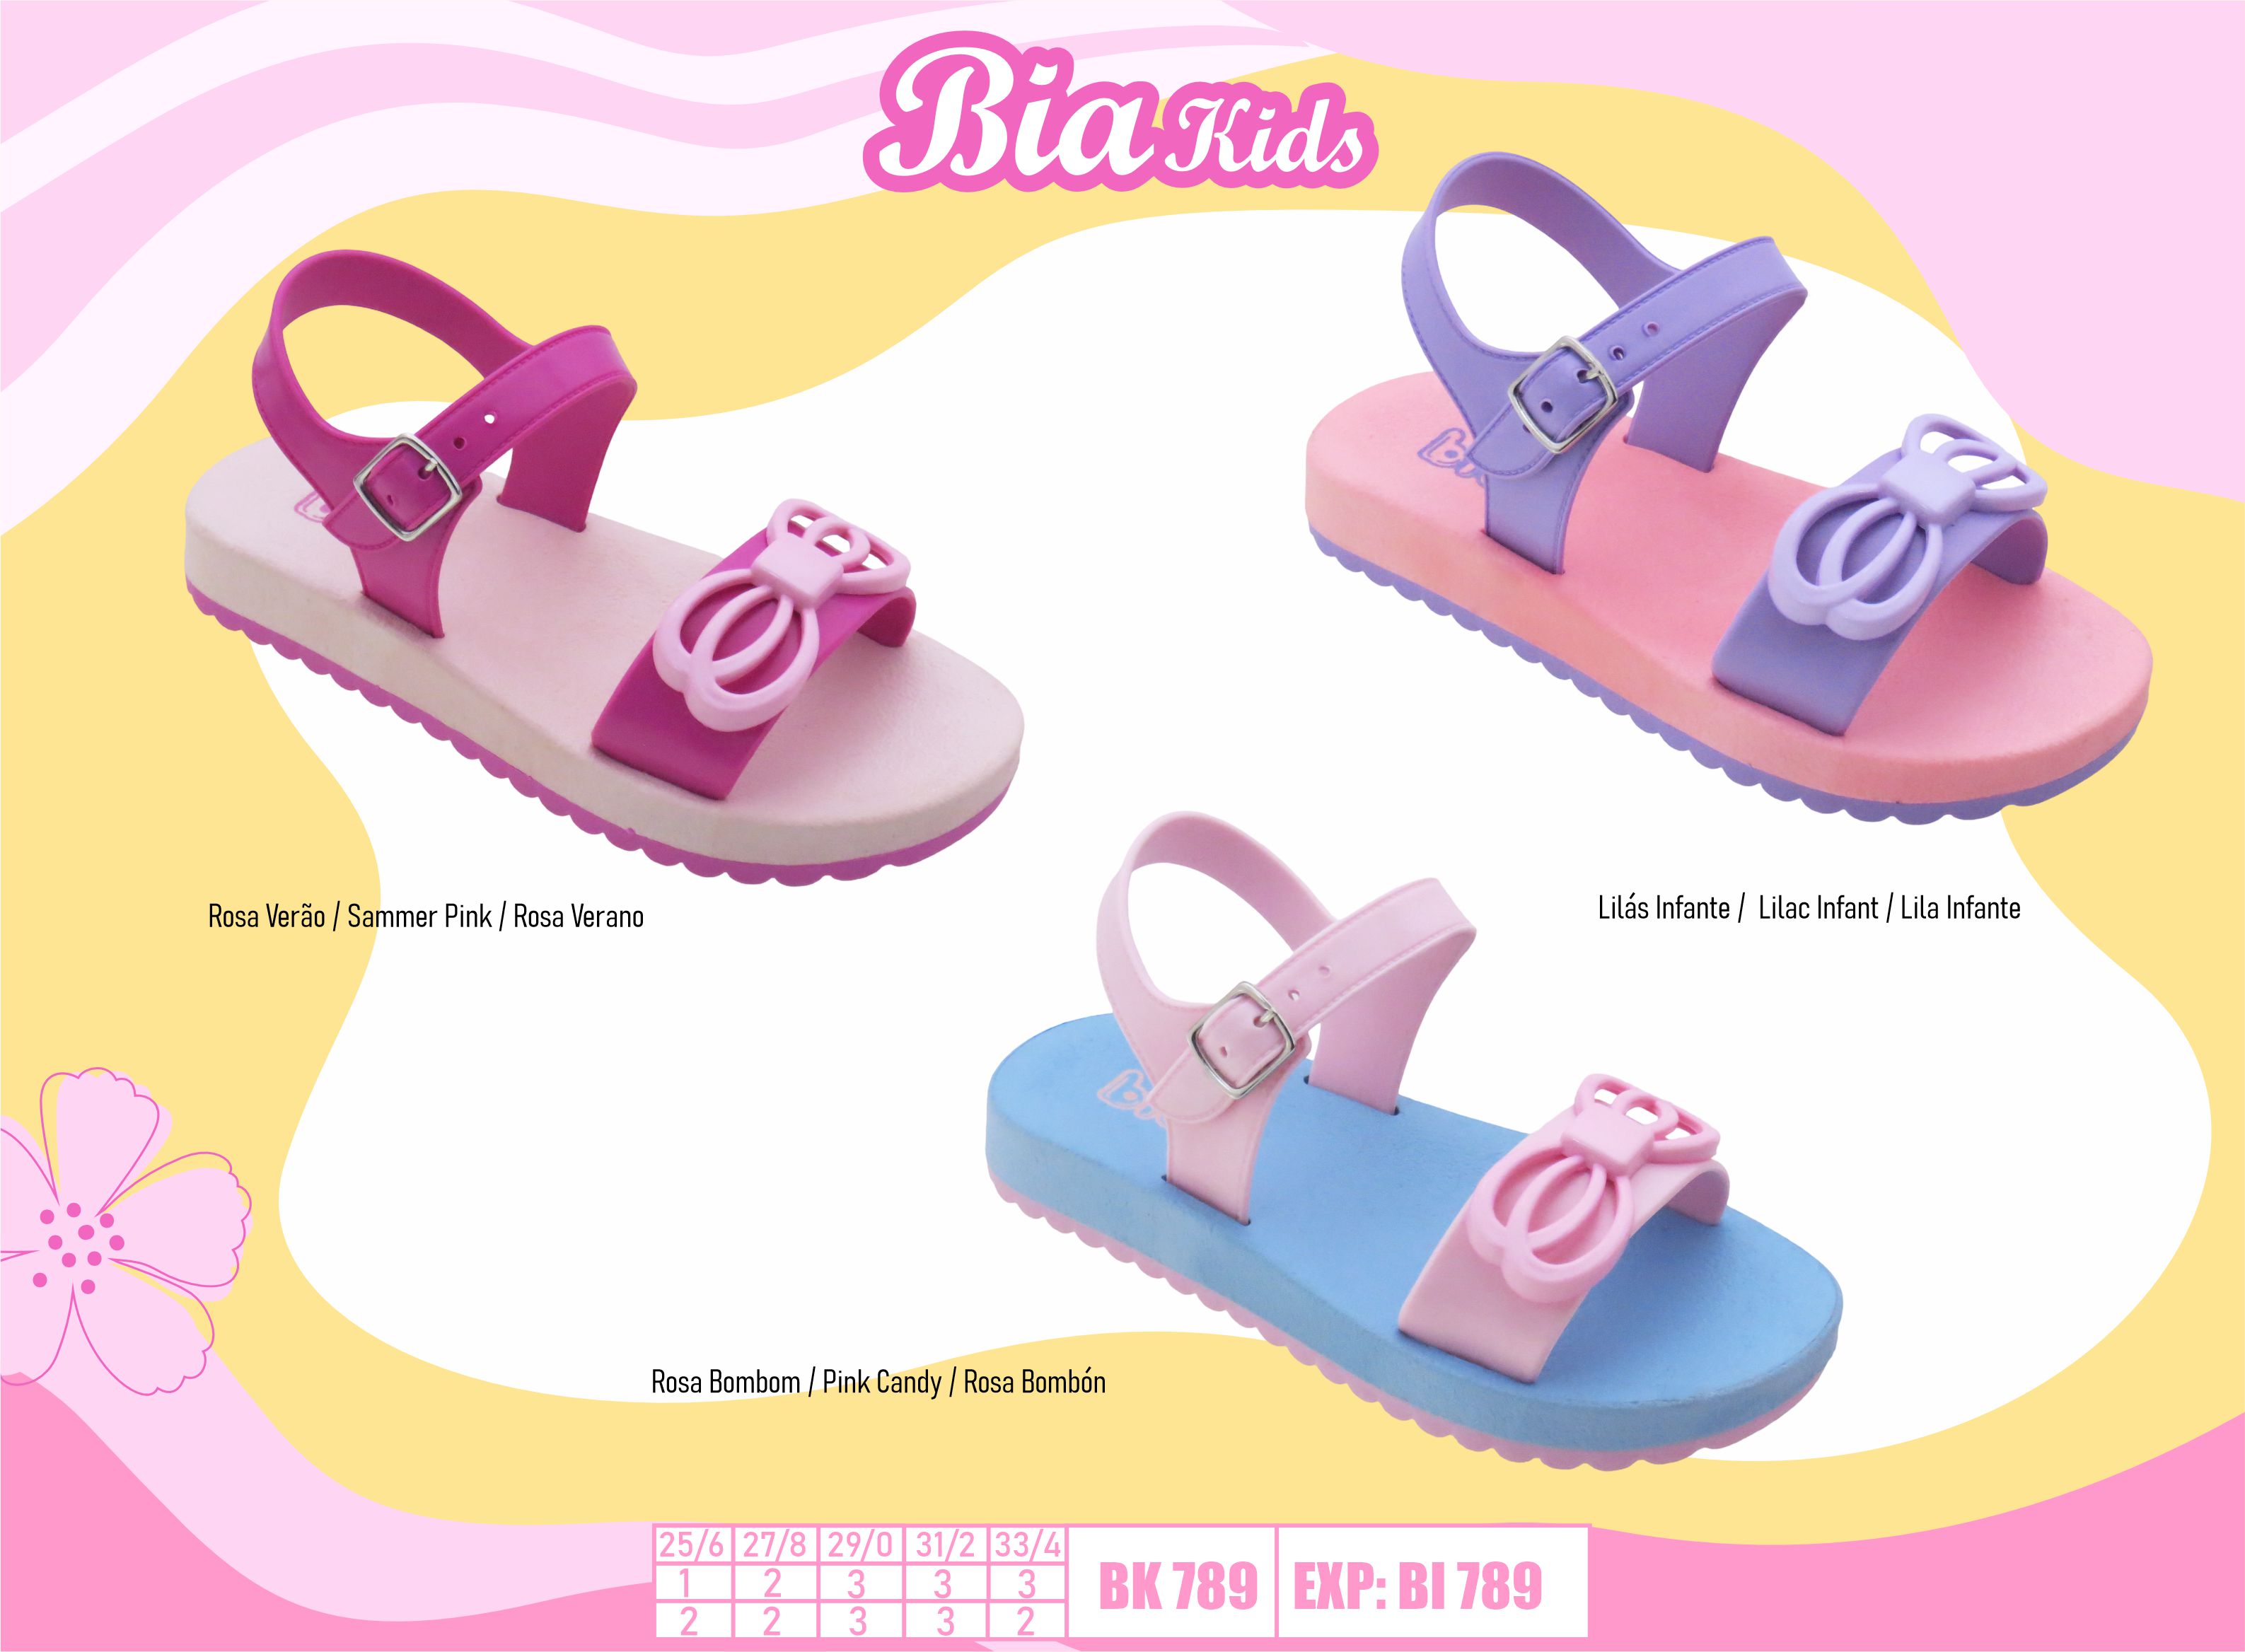 Bia Kids
Rosa Verão / Sammer Pink / Rosa Verano
Lilás Infante / Lilac Infant / Lila Infante
Rosa Bombom / Pink Candy / Rosa Bombón
25/6 27/8 29/0 31/2 33/4
1 2 3 3 3
2 2 3 3 2
BK 789
EXP: BI 789